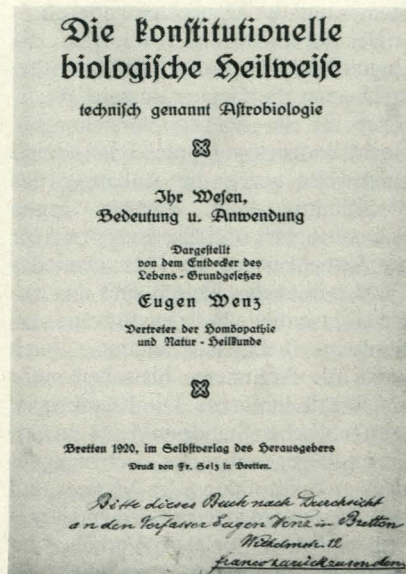 Die konstitutionelle
biologische Heilweise
technisch genannt Astrobiologie
Ihr Wesen,
Bedeutung u. Anwendung
Dargestellt
von dem Entdecker des
Lebens-Grundgesetzes
Eugen Wenz
Vertreter der Homöopathie
und Natur-Heilkunde
Bretten 1920, im Selbstverlag des Herausgebers
Druck von Fr. Selz in Bretten.
Bitte dieses Buch nach Durchsicht
an den Verfasser Eugen Wenz in Bretten
Wilhelmstr. 12
franco zurückzusenden